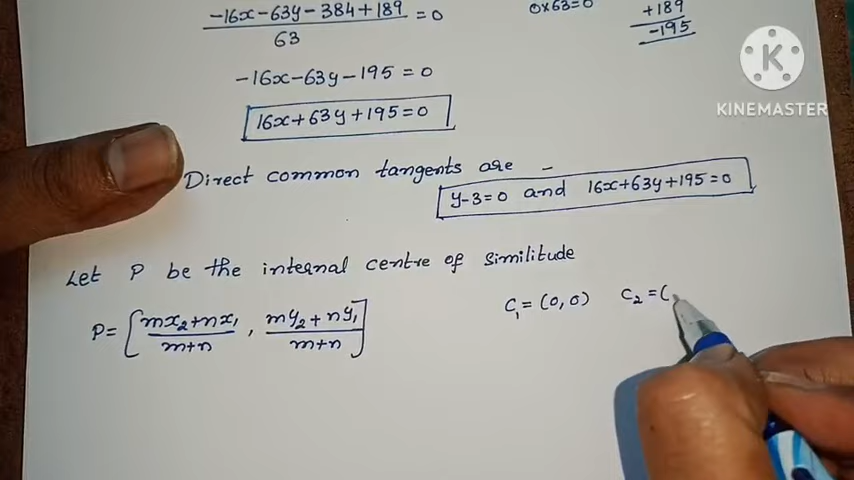 -16x-63y-384+189 / 63 = 0
0x63=0
+189
-195
-16x-63y-195 = 0
16x+63y+195=0
Direct common tangents are -
y-3=0 and 16x+63y+195=0
Let P be the internal centre of similitude
P= [ mx₂+nx₁ / m+n , my₂+ny₁ / m+n ]
C₁ = (0,0) C₂ =(
KINEMASTER